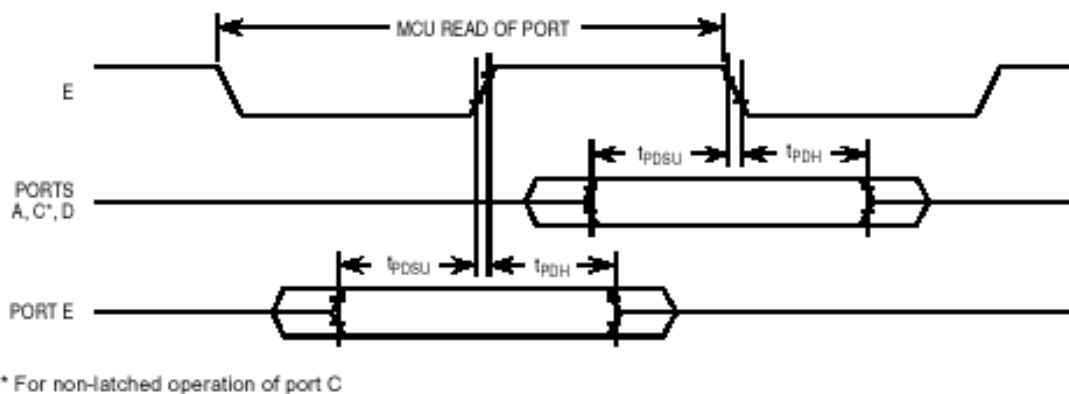 MCU READ OF PORT
E
tPDSU tPDH
PORTS
A, C*, D
tPDSU tPDH
PORT E
* For non-latched operation of port C